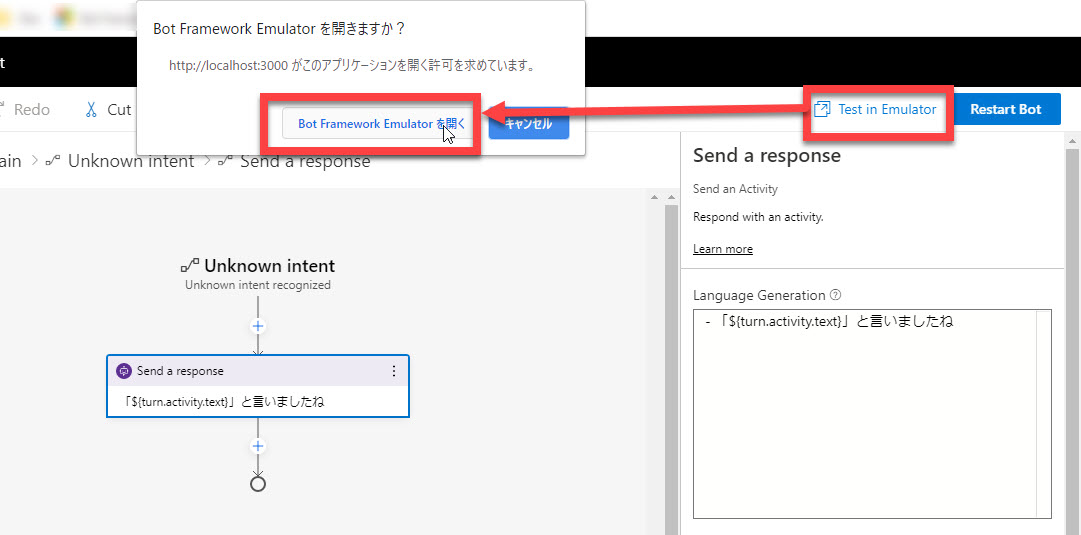 Bot Framework Emulator を開きますか？
http://localhost:3000 がこのアプリケーションを開く許可を求めています。
Bot Framework Emulator を開く
キャンセル
t
Redo
Cut
Test in Emulator
Restart Bot
ain
Unknown intent
Send a response
Unknown intent
Unknown intent recognized
Send a response
「${turn.activity.text}」と言いましたね
Send a response
Send an Activity
Respond with an activity.
Learn more
Language Generation
- 「${turn.activity.text}」と言いましたね